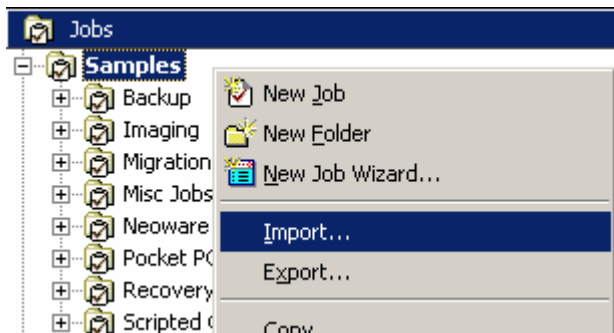 Jobs
Samples
Backup
Imaging
Migration
Misc Jobs
Neoware
Pocket PC
Recovery
Scripted
New Job
New Folder
New Job Wizard...
Import...
Export...
Copy